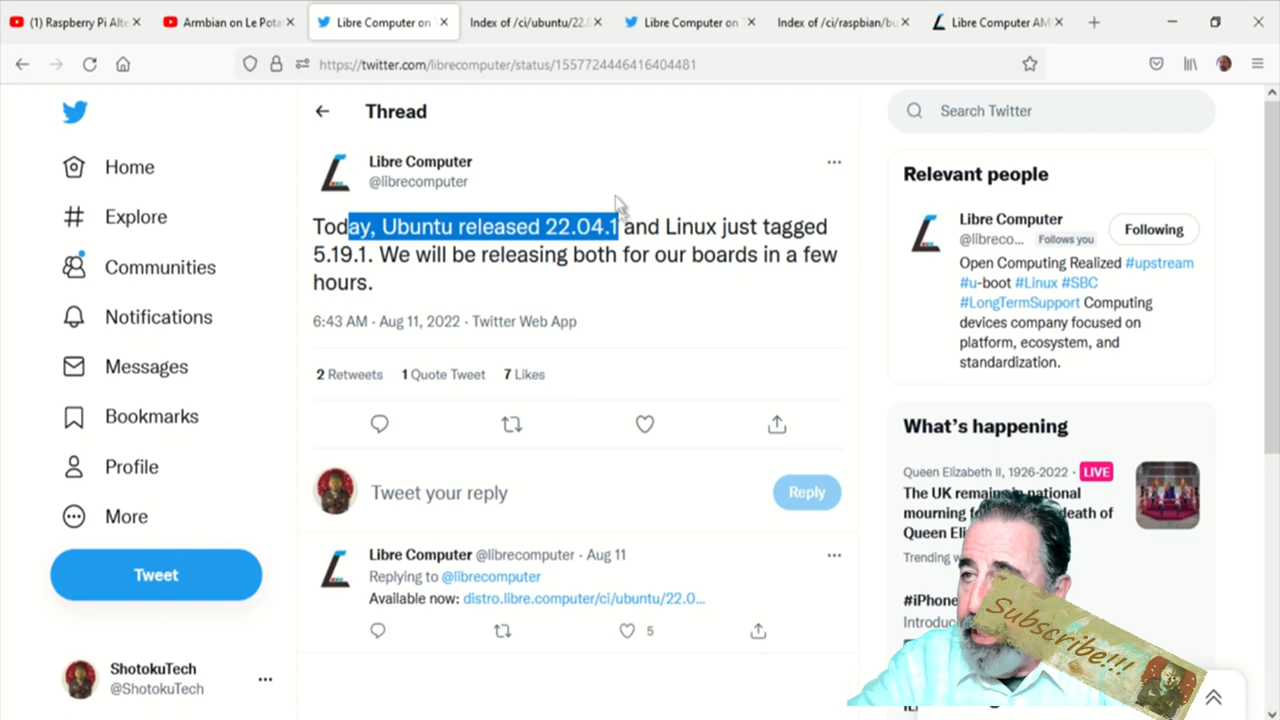 (1) Raspberry Pi Alte
Armbian on Le Pota
Libre Computer on
Index of /ci/ubuntu/22.0
Libre Computer on
Index of /ci/raspbian/bu
Libre Computer AM
https://twitter.com/librecomputer/status/1557724446416404481
Home
Explore
Communities
Notifications
Messages
Bookmarks
Profile
More
Tweet
ShotokuTech
@ShotokuTech
Thread
Libre Computer
@librecomputer
Today, Ubuntu released 22.04.1 and Linux just tagged
5.19.1. We will be releasing both for our boards in a few
hours.
6:43 AM · Aug 11, 2022 · Twitter Web App
2 Retweets 1 Quote Tweet 7 Likes
Tweet your reply
Reply
Libre Computer @librecomputer · Aug 11
Replying to @librecomputer
Available now: distro.libre.computer/ci/ubuntu/22.0...
5
Search Twitter
Relevant people
Libre Computer
@libreco... Follows you
Following
Open Computing Realized #upstream
#u-boot #Linux #SBC
#LongTermSupport Computing
devices company focused on
platform, ecosystem, and
standardization.
What's happening
Queen Elizabeth II, 1926-2022 · LIVE
The UK remains in national
mourning fo death of
Queen Eli
Trending
#iPhone
Introduc
Subscribe!!!